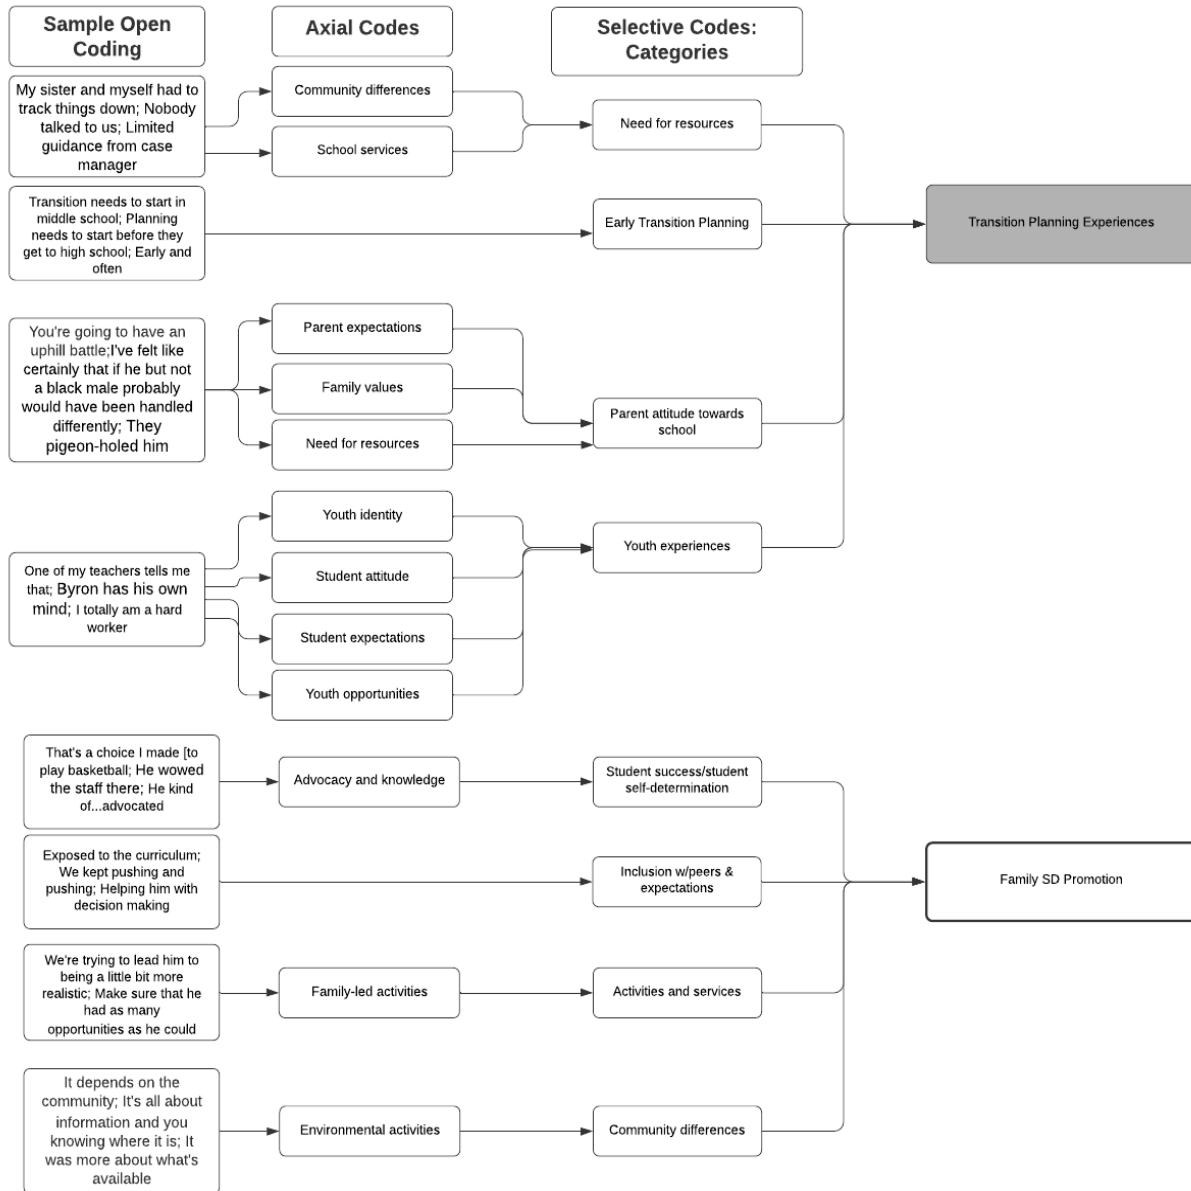 Sample Open
Coding
Axial Codes
Selective Codes:
Categories
My sister and myself had to
track things down; Nobody
talked to us; Limited
guidance from case
manager
Community differences
School services
Need for resources
Transition needs to start in
middle school; Planning
needs to start before they
get to high school; Early and
often
Early Transition Planning
Transition Planning Experiences
You're going to have an
uphill battle;I've felt like
certainly that if he but not
a black male probably
would have been handled
differently; They
pigeon-holed him
Parent expectations
Family values
Need for resources
Parent attitude towards
school
One of my teachers tells me
that; Byron has his own
mind; I totally am a hard
worker
Youth identity
Student attitude
Student expectations
Youth opportunities
Youth experiences
That's a choice I made [to
play basketball; He wowed
the staff there; He kind
of...advocated
Advocacy and knowledge
Student success/student
self-determination
Exposed to the curriculum;
We kept pushing and
pushing; Helping him with
decision making
Inclusion w/peers &
expectations
Family SD Promotion
We're trying to lead him to
being a little bit more
realistic; Make sure that he
had as many
opportunities as he could
Family-led activities
Activities and services
It depends on the
community; It's all about
information and you
knowing where it is; It
was more about what's
available
Environmental activities
Community differences